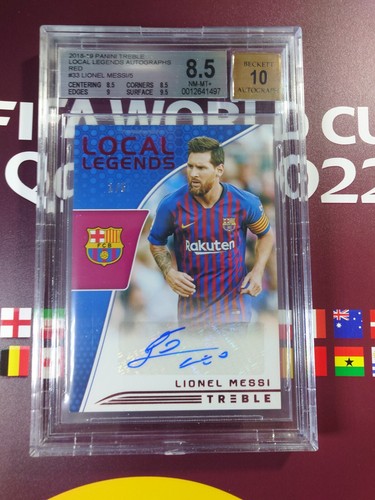 2018-19 PANINI TREBLE
LOCAL LEGENDS AUTOGRAPHS
RED
#33 LIONEL MESSI/5
CENTERING 8.5 CORNERS 8.5
EDGES 9 SURFACE 9.5
8.5
NM-MT+
0012641497
BECKETT
10
AUTOGRAPH
FIFA WORLD CU
Q
2022
LOCAL
LEGENDS
FCB
Rakuten
LIONEL MESSI
TREBLE